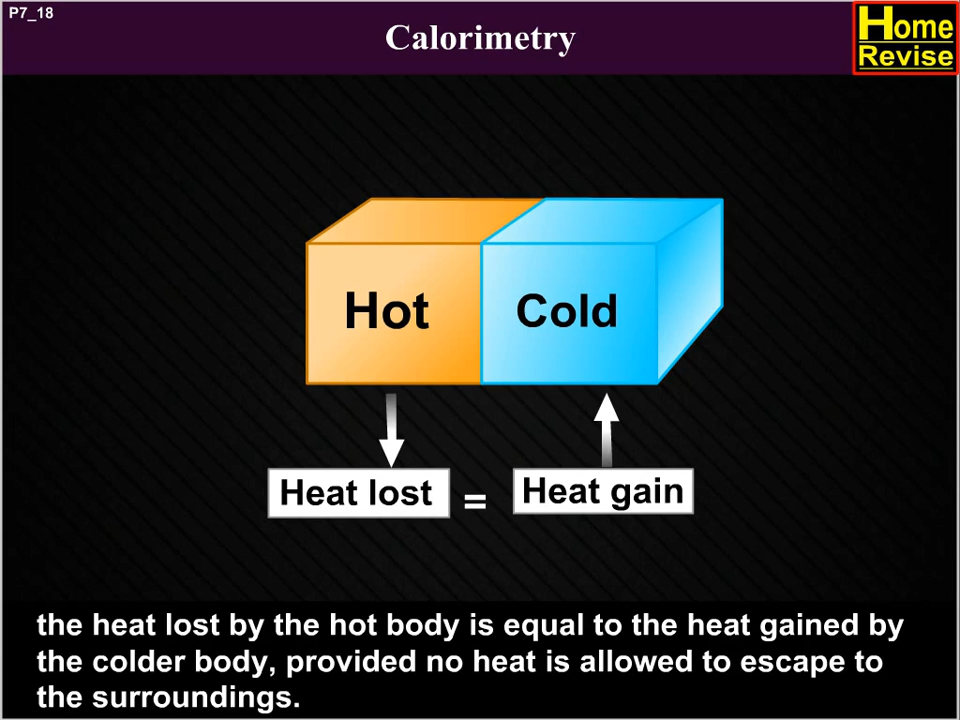 P7_18
Calorimetry
Home
Revise
Hot
Cold
Heat lost = Heat gain
the heat lost by the hot body is equal to the heat gained by
the colder body, provided no heat is allowed to escape to
the surroundings.